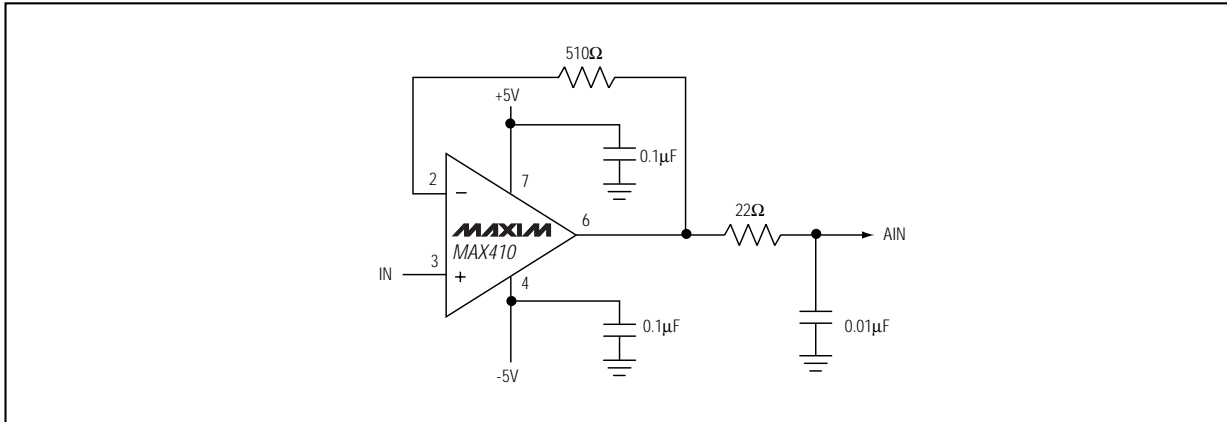 510Ω
+5V
0.1µF
2
7
−
22Ω
6
AIN
MAXIM
MAX410
3
IN
+
4
0.1µF
0.01µF
-5V